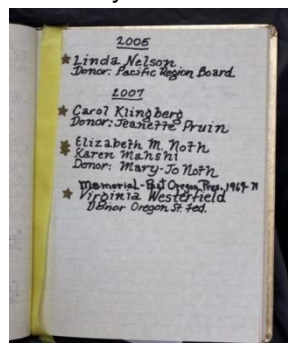 2005
Linda Nelson
Donor: Pacific Region Board
2007
Carol Klingberg
Donor: Jeanette Pruin
Elizabeth M. Noth
Karen Mahshi
Donor: Mary-Jo Noth
Memorial - Past Oregon Pres. 1969-71
Virginia Westerfield
Donor Oregon St. Fed.